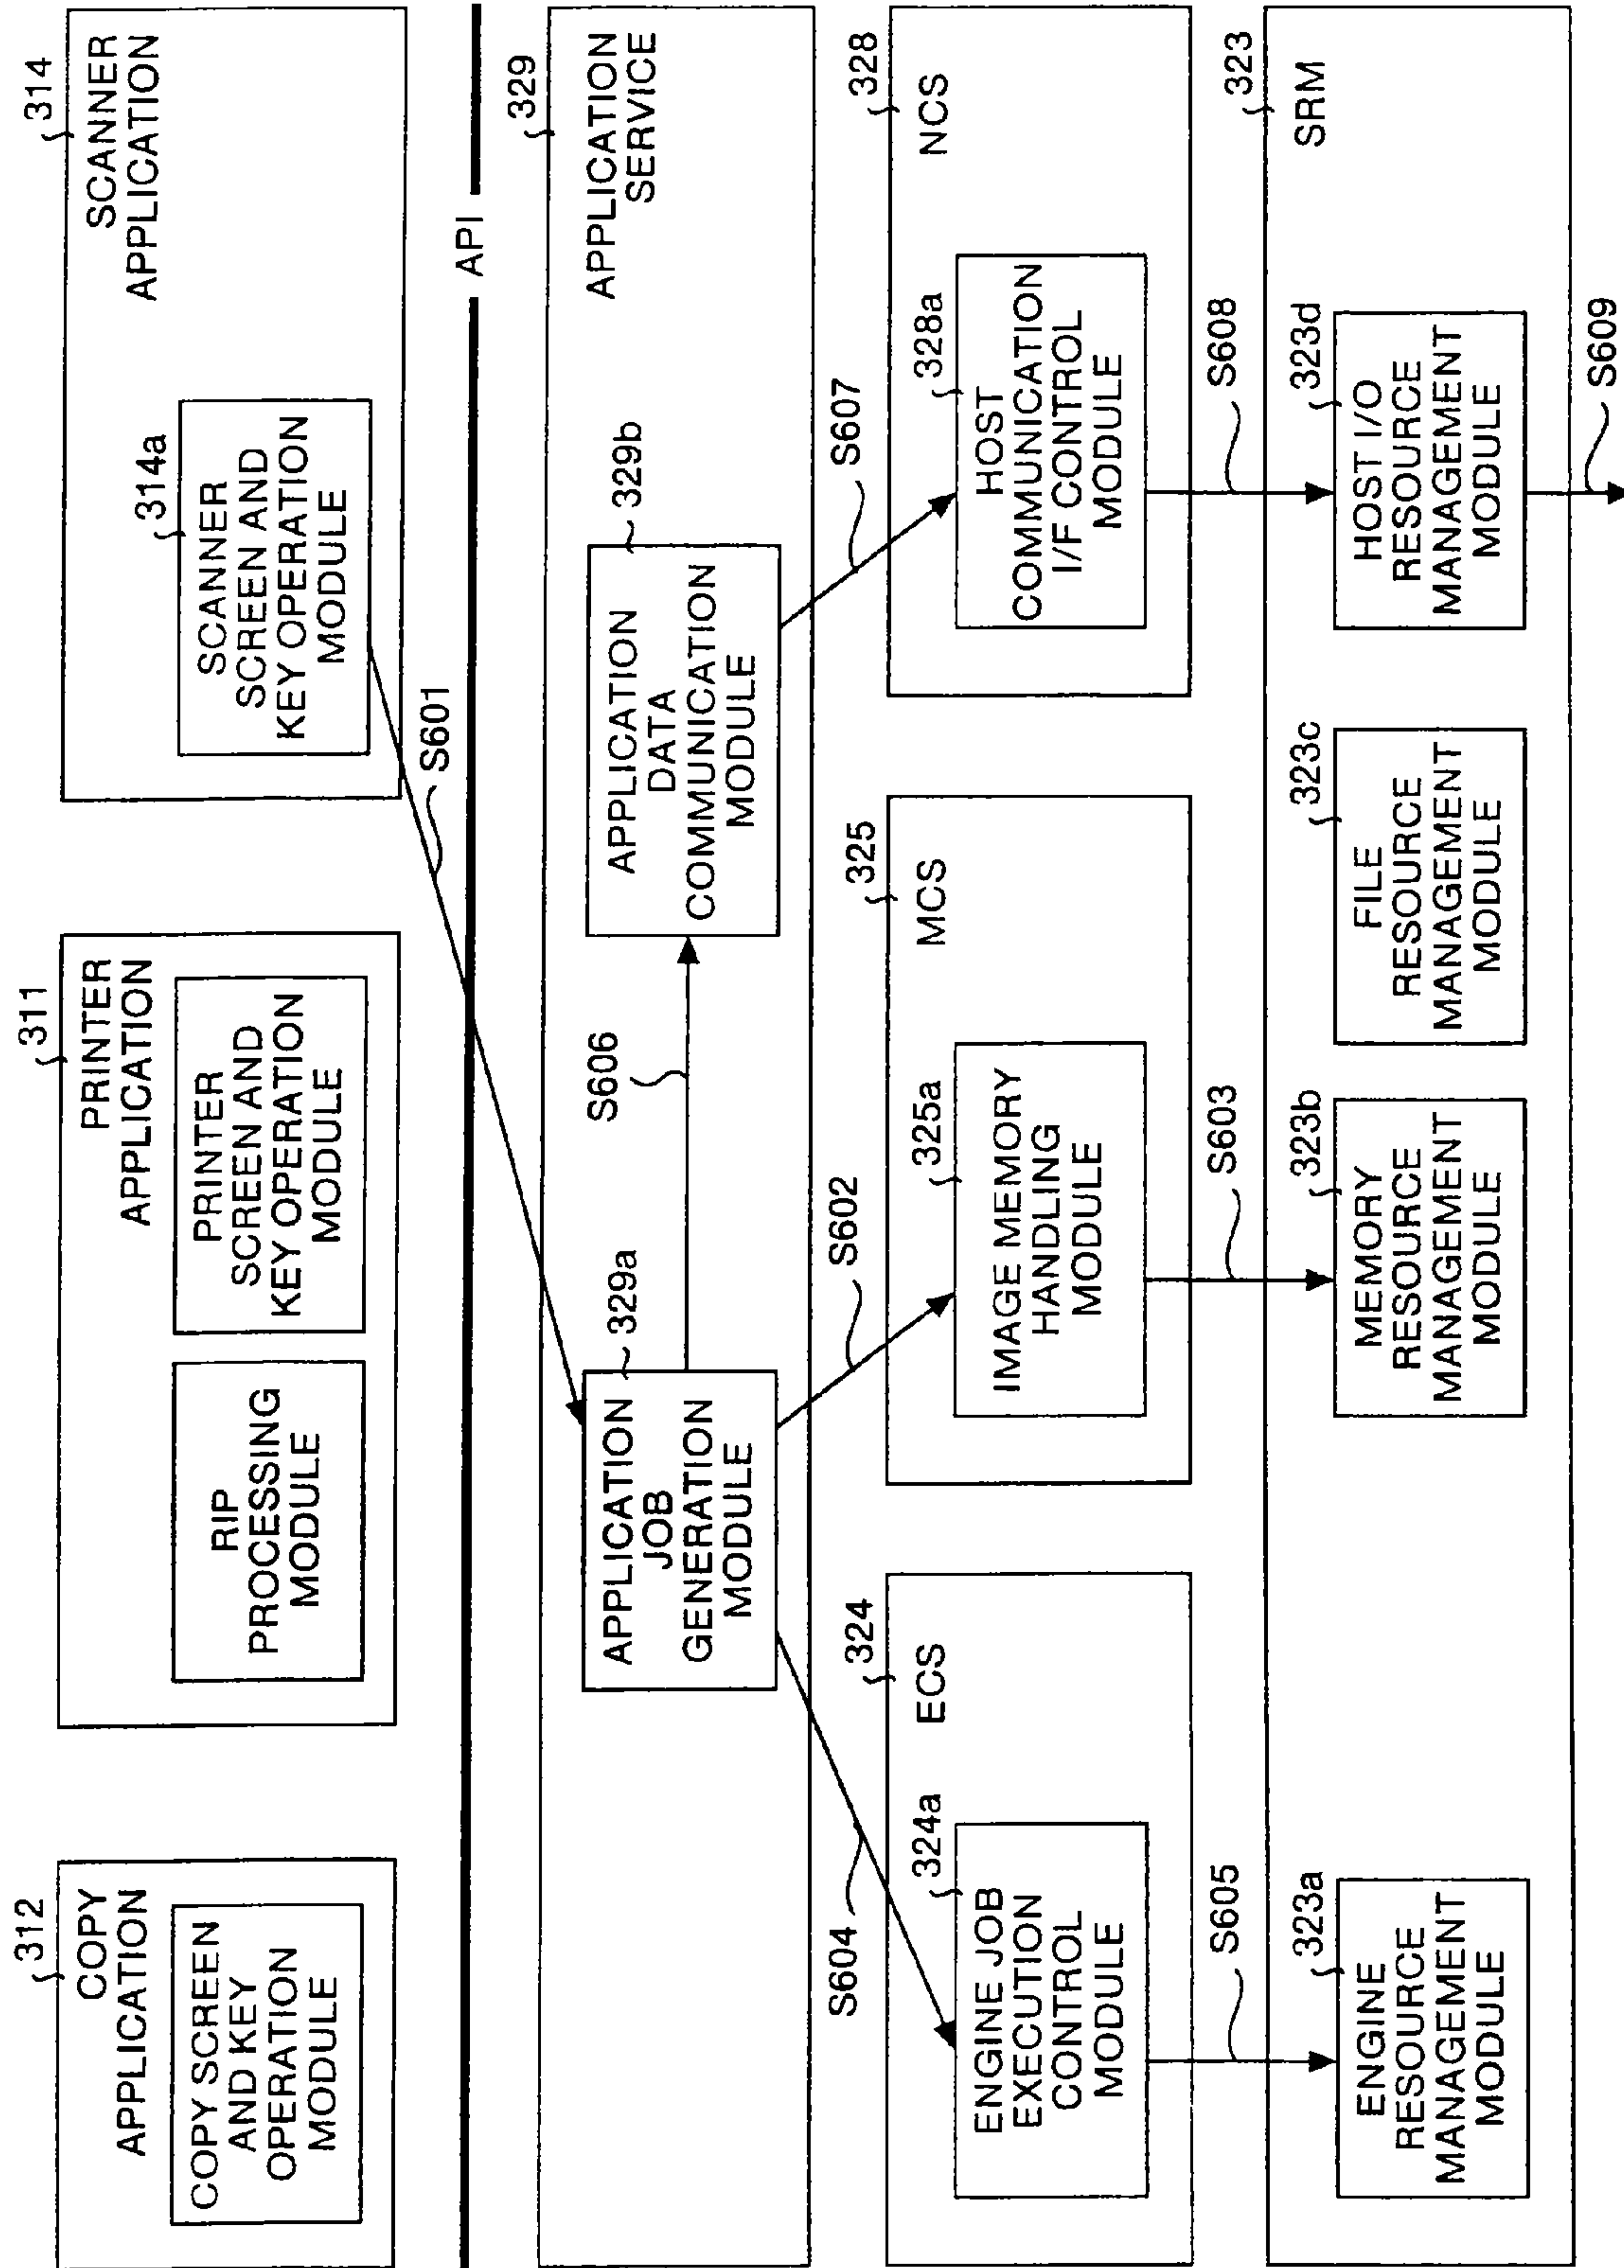 312
COPY
APPLICATION
COPY SCREEN
AND KEY
OPERATION
MODULE
311
PRINTER
APPLICATION
RIP
PROCESSING
MODULE
PRINTER
SCREEN AND
KEY OPERATION
MODULE
314
SCANNER
APPLICATION
314a
SCANNER
SCREEN AND
KEY OPERATION
MODULE
S601
API
329
APPLICATION
SERVICE
329a
APPLICATION
JOB
GENERATION
MODULE
S606
329b
APPLICATION
DATA
COMMUNICATION
MODULE
S604
S602
S607
324
ECS
324a
ENGINE JOB
EXECUTION
CONTROL
MODULE
325
MCS
325a
IMAGE MEMORY
HANDLING
MODULE
328
NCS
328a
HOST
COMMUNICATION
I/F CONTROL
MODULE
S605
S603
S608
323
SRM
323a
ENGINE
RESOURCE
MANAGEMENT
MODULE
323b
MEMORY
RESOURCE
MANAGEMENT
MODULE
323c
FILE
RESOURCE
MANAGEMENT
MODULE
323d
HOST I/O
RESOURCE
MANAGEMENT
MODULE
S609